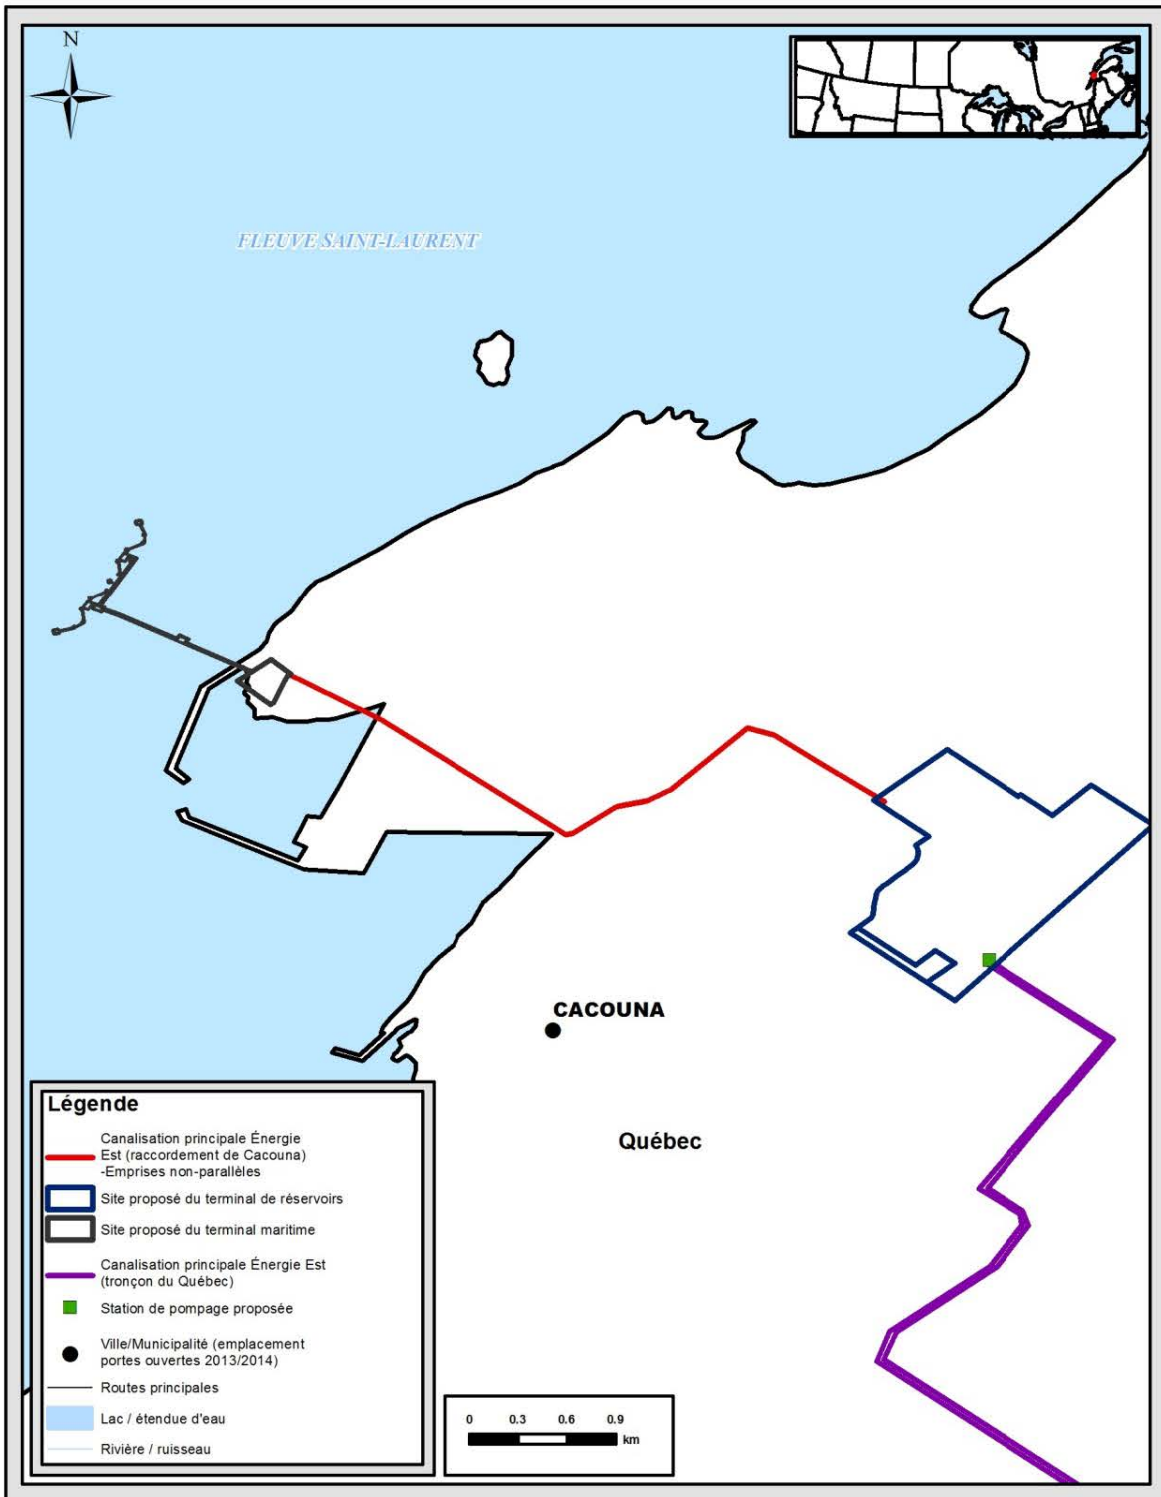 N
FLEUVE SAINT-LAURENT
CACOUNA
Québec
Légende
Canalisation principale Énergie
Est (raccordement de Cacouna)
-Emprises non-parallèles
Site proposé du terminal de réservoirs
Site proposé du terminal maritime
Canalisation principale Énergie Est
(tronçon du Québec)
Station de pompage proposée
Ville/Municipalité (emplacement
portes ouvertes 2013/2014)
Routes principales
Lac / étendue d'eau
Rivière / ruisseau
0 0.3 0.6 0.9
km